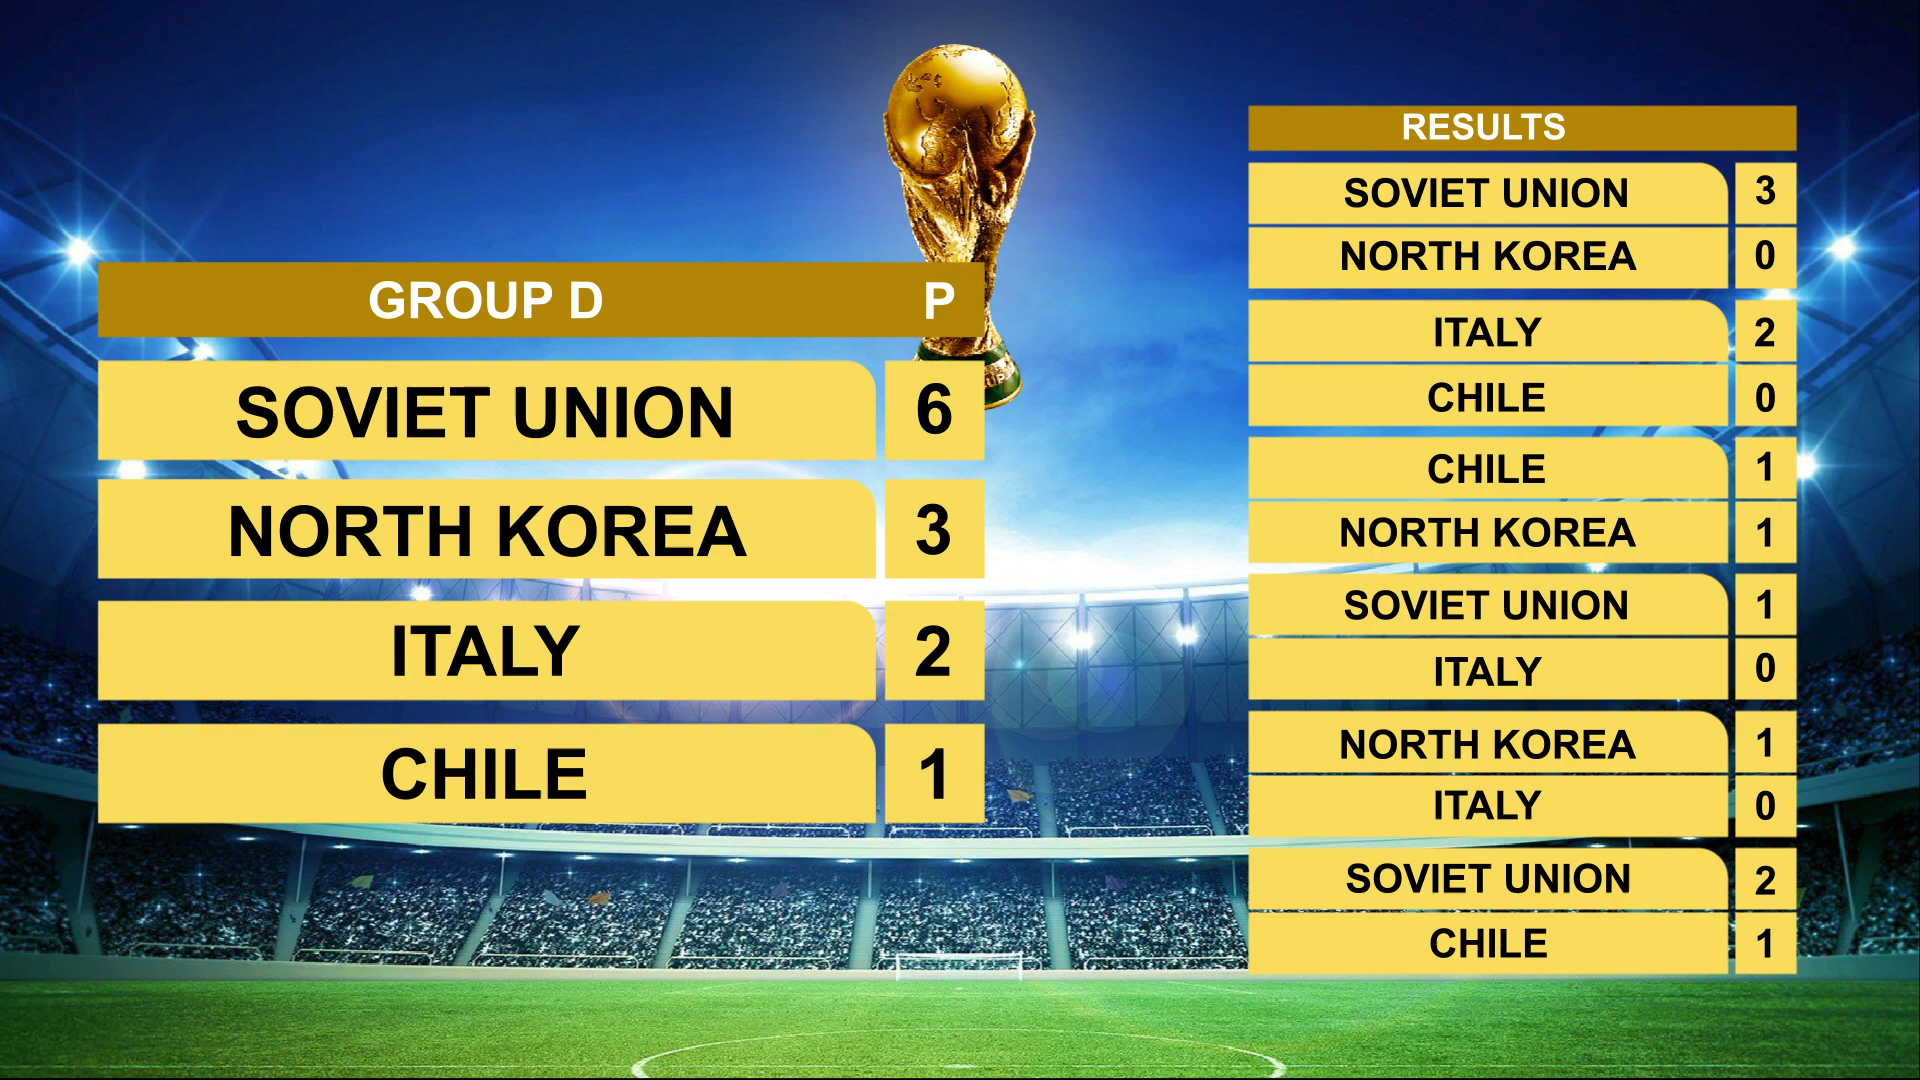 GROUP D P
SOVIET UNION 6
NORTH KOREA 3
ITALY 2
CHILE 1
RESULTS
SOVIET UNION 3
NORTH KOREA 0
ITALY 2
CHILE 0
CHILE 1
NORTH KOREA 1
SOVIET UNION 1
ITALY 0
NORTH KOREA 1
ITALY 0
SOVIET UNION 2
CHILE 1